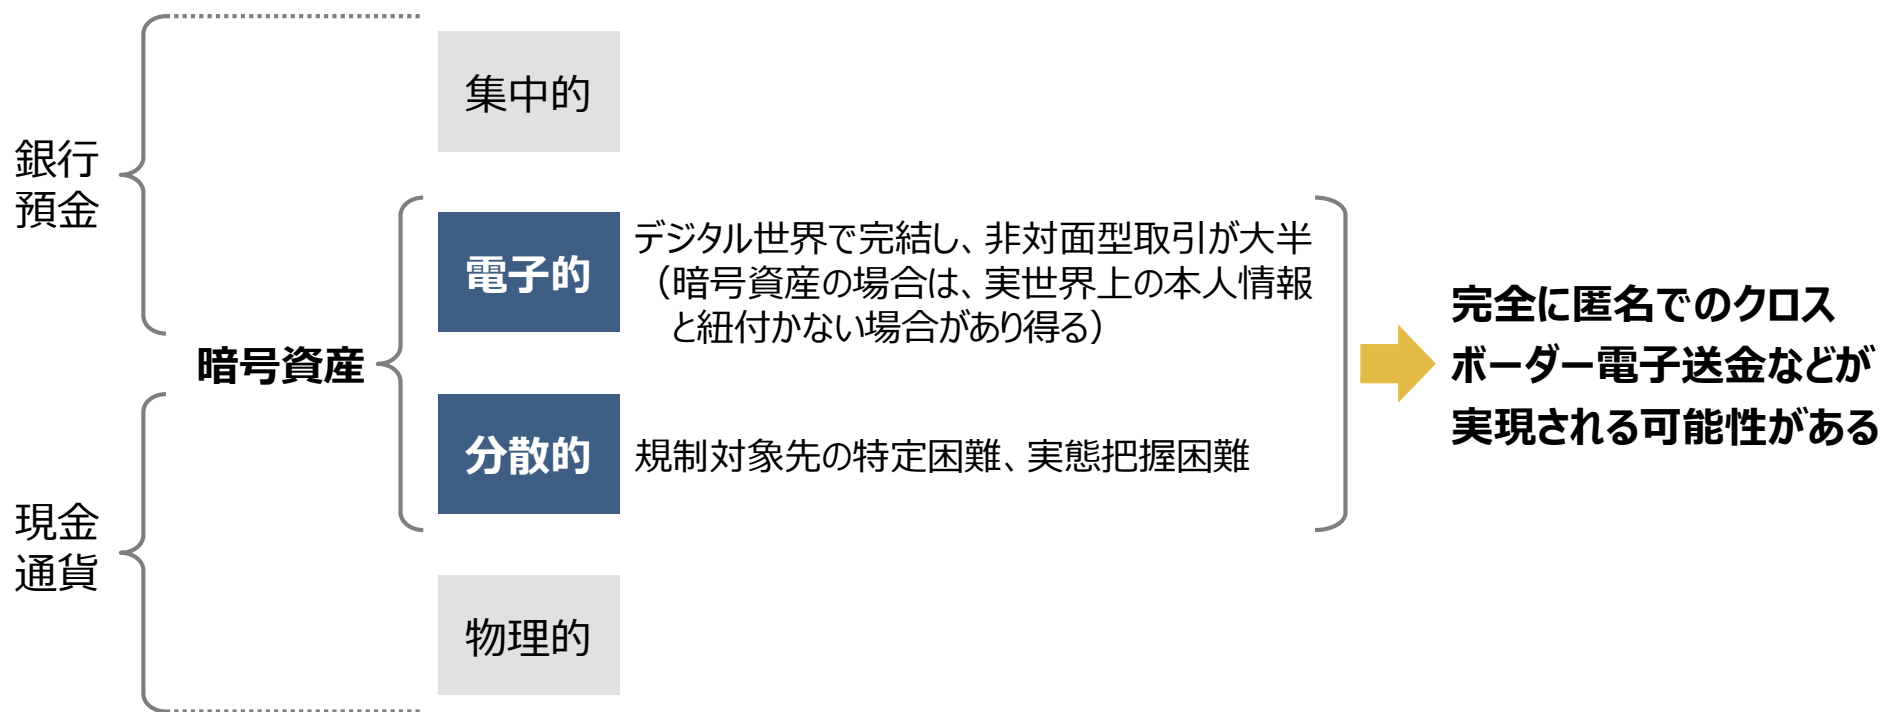 銀行
預金
集中的
暗号資産
電子的
デジタル世界で完結し、非対面型取引が大半
（暗号資産の場合は、実世界上の本人情報
と紐付かない場合があり得る）
分散的
規制対象先の特定困難、実態把握困難
現金
通貨
物理的
完全に匿名でのクロス
ボーダー電子送金などが
実現される可能性がある